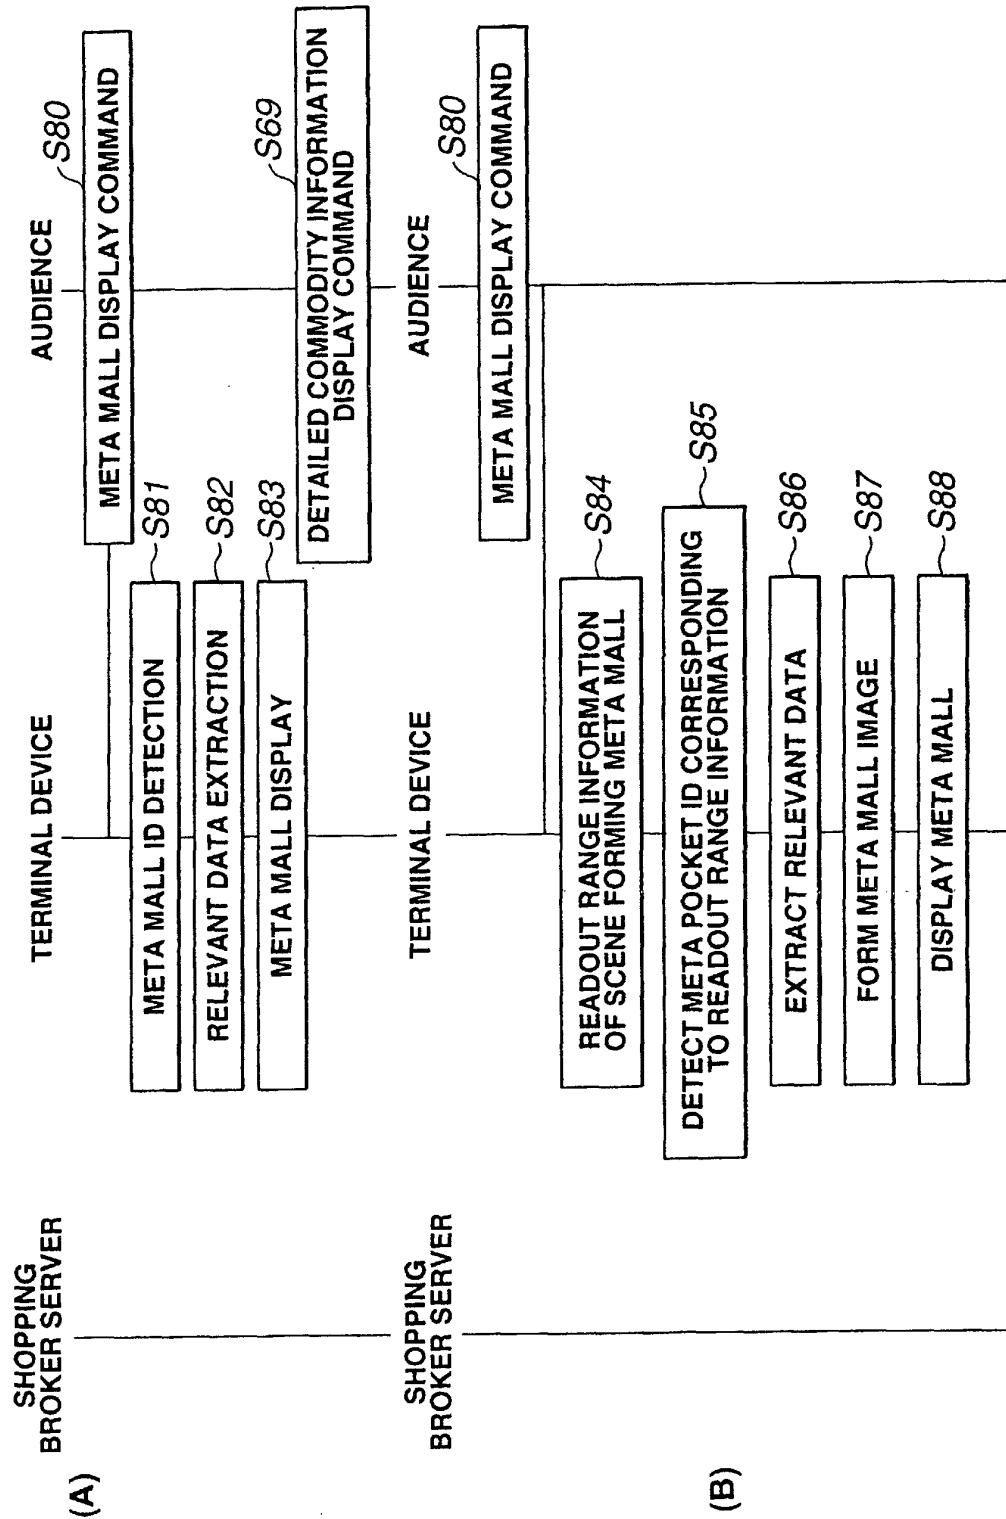 (A)
SHOPPING
BROKER SERVER
TERMINAL DEVICE
AUDIENCE
META MALL DISPLAY COMMAND
S80
META MALL ID DETECTION
S81
RELEVANT DATA EXTRACTION
S82
META MALL DISPLAY
S83
DETAILED COMMODITY INFORMATION
DISPLAY COMMAND
S69
(B)
SHOPPING
BROKER SERVER
TERMINAL DEVICE
AUDIENCE
META MALL DISPLAY COMMAND
S80
READOUT RANGE INFORMATION
OF SCENE FORMING META MALL
S84
DETECT META POCKET ID CORRESPONDING
TO READOUT RANGE INFORMATION
S85
EXTRACT RELEVANT DATA
S86
FORM META MALL IMAGE
S87
DISPLAY META MALL
S88